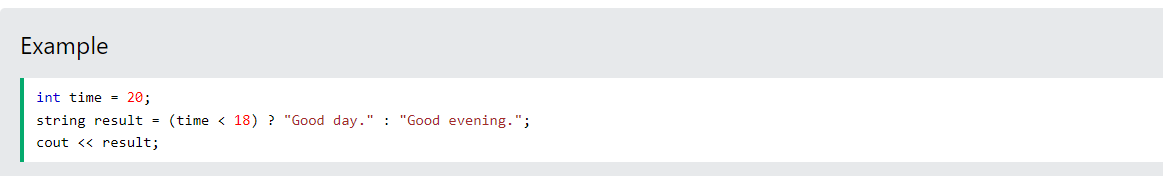 Example
int time = 20;
string result = (time < 18) ? "Good day." : "Good evening.";
cout << result;